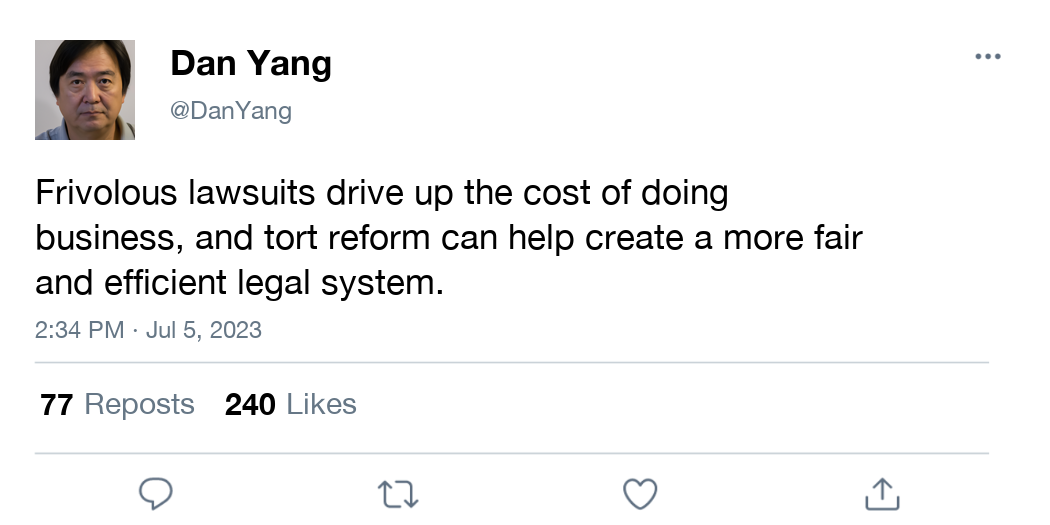 Dan Yang
@DanYang
Frivolous lawsuits drive up the cost of doing
business, and tort reform can help create a more fair
and efficient legal system.
2:34 PM · Jul 5, 2023
77 Reposts 240 Likes